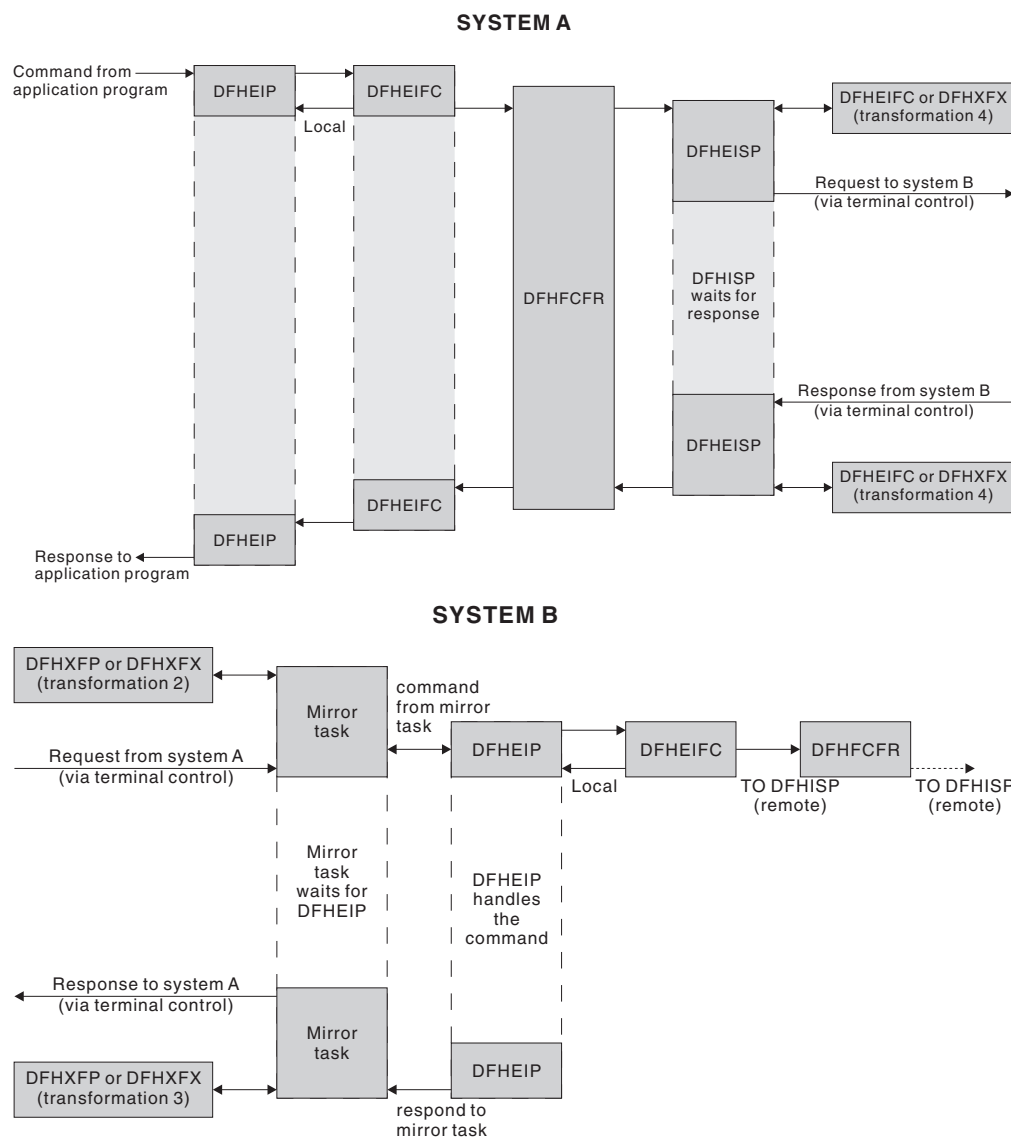 SYSTEM A
Command from
application program
DFHEIP
DFHEIFC
Local
DFHFCFR
DFHEISP
DFHEIFC or DFHXFX
(transformation 4)
Request to system B
(via terminal control)
DFHISP
waits for
response
Response from system B
(via terminal control)
DFHEISP
DFHEIFC or DFHXFX
(transformation 4)
DFHEIFC
DFHEIP
Response to
application program
SYSTEM B
DFHXFP or DFHXFX
(transformation 2)
Mirror
task
command
from mirror
task
Request from system A
(via terminal control)
DFHEIP
DFHEIFC
DFHFCFR
Local
TO DFHISP
(remote)
TO DFHISP
(remote)
Mirror
task
waits for
DFHEIP
DFHEIP
handles
the
command
Response to system A
(via terminal control)
Mirror
task
DFHEIP
DFHXFP or DFHXFX
(transformation 3)
respond to
mirror task